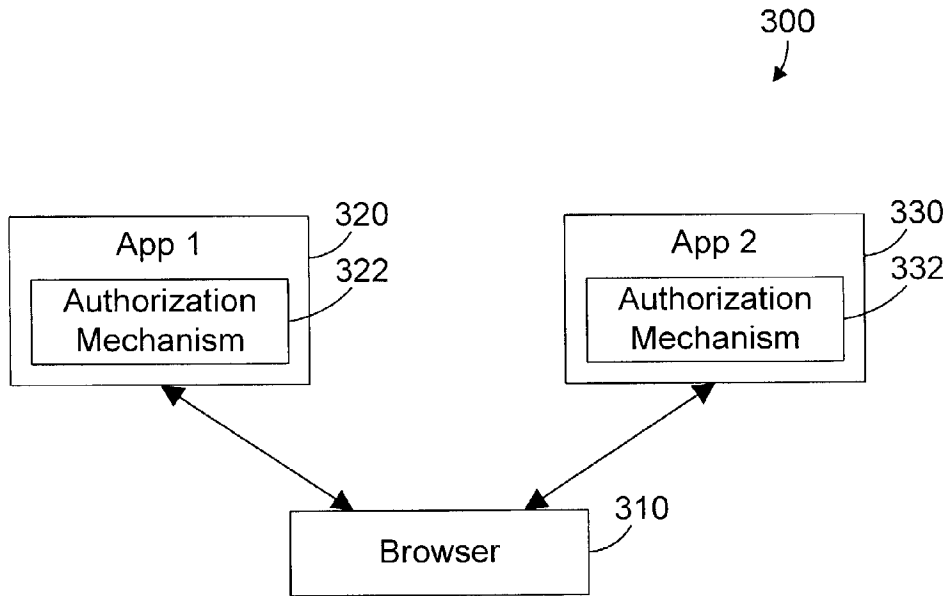 300
320
App 1
322
Authorization
Mechanism
330
App 2
332
Authorization
Mechanism
310
Browser